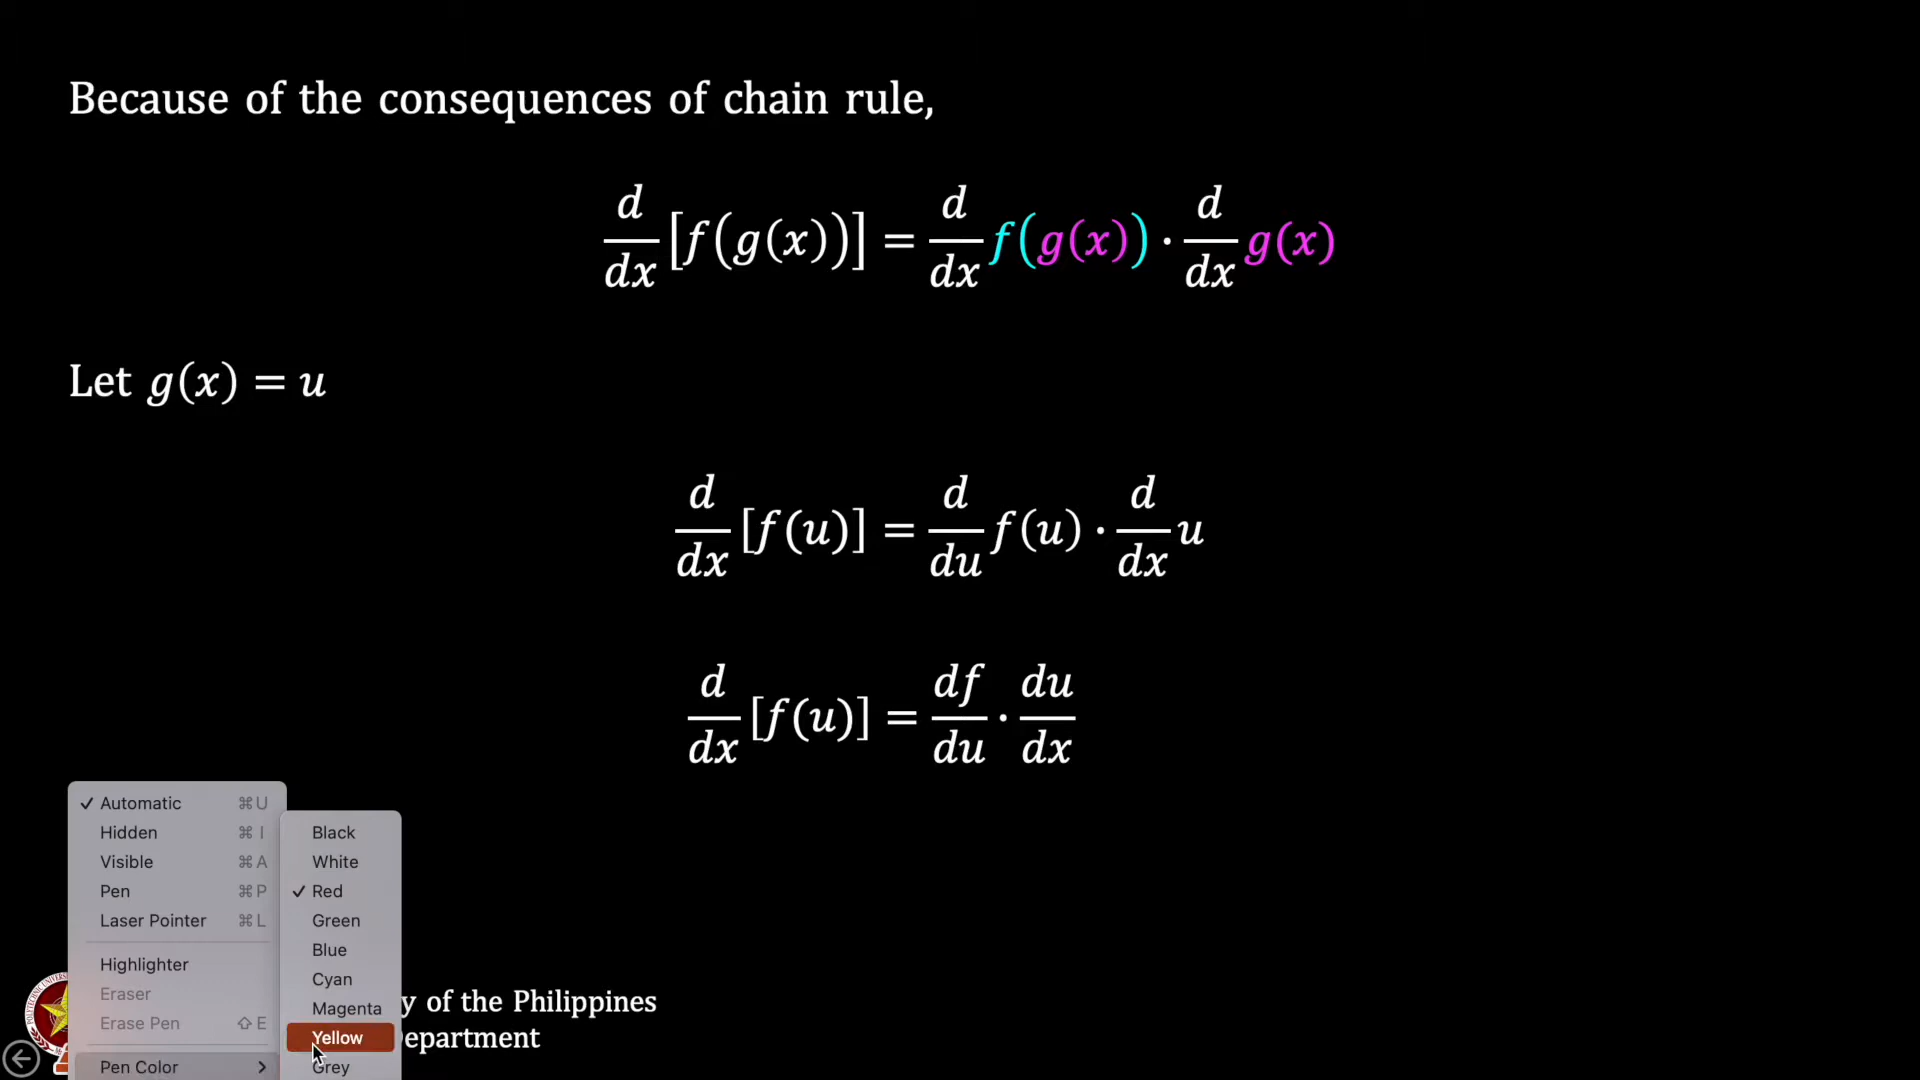 Because of the consequences of chain rule,
d/dx [f(g(x))] = d/dx f(g(x)) · d/dx g(x)
Let g(x) = u
d/dx [f(u)] = d/du f(u) · d/dx u
d/dx [f(u)] = df/du · du/dx
✓ Automatic ⌘U
Hidden ⌘I
Visible ⌘A
Pen ⌘P
Laser Pointer ⌘L
Highlighter
Eraser
Erase Pen ⇧E
Pen Color >
Black
White
✓ Red
Green
Blue
Cyan
Magenta
Yellow
Grey
y of the Philippines
epartment